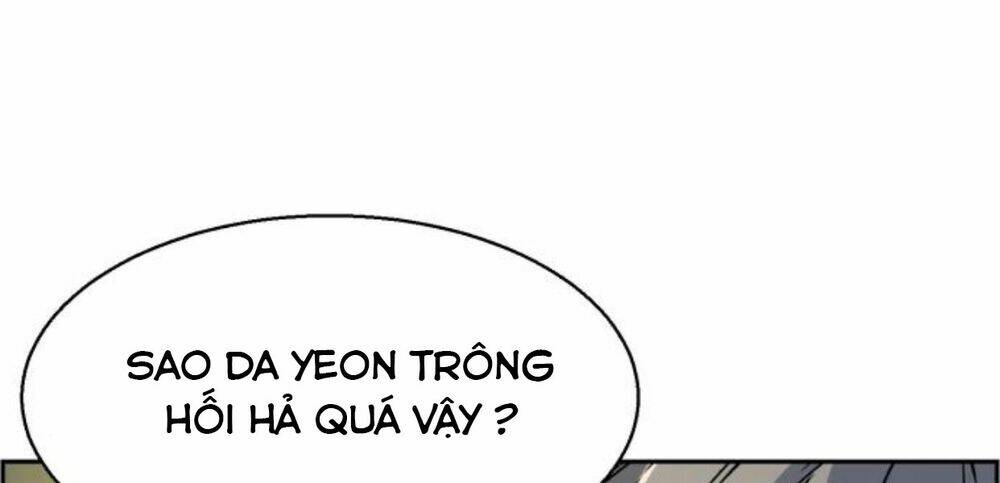 SAO DA YEON TRÔNG
HỐI HẢ QUÁ VẬY ?